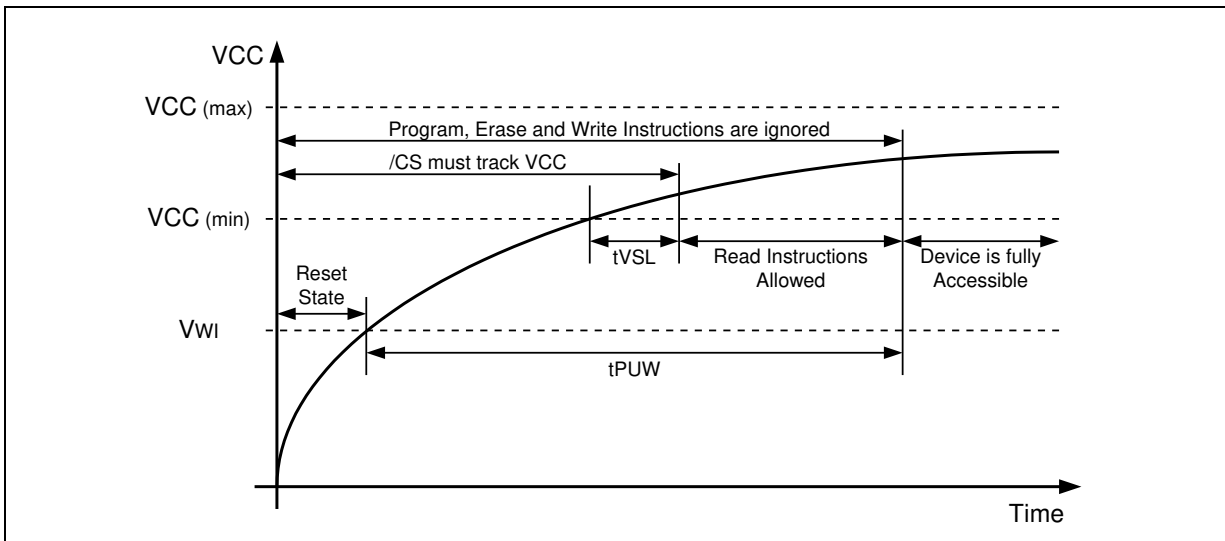 VCC
VCC (max)
Program, Erase and Write Instructions are ignored
/CS must track VCC
VCC (min)
tVSL
Read Instructions
Allowed
Device is fully
Accessible
Reset
State
VWI
tPUW
Time